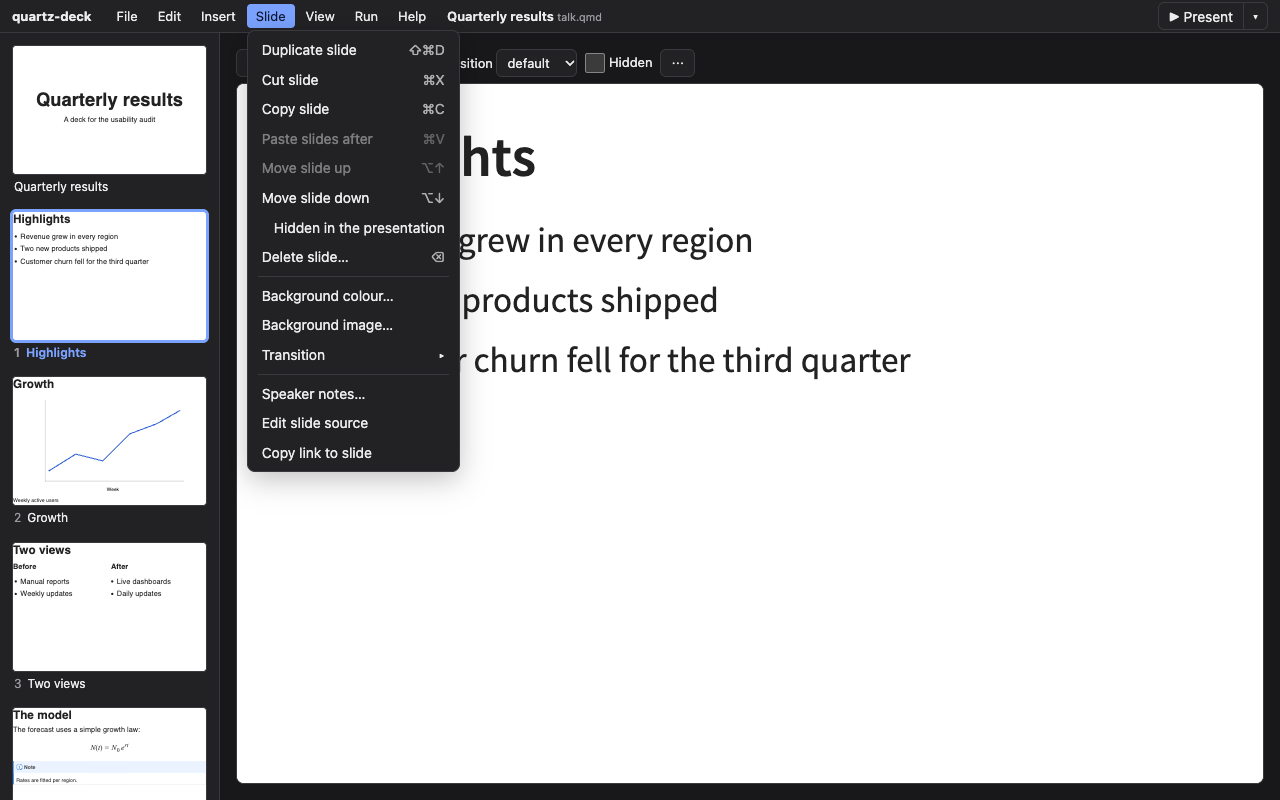 quartz-deck File Edit Insert Slide View Run Help Quarterly results talk.qmd ▶ Present ▾
Quarterly results
A deck for the usability audit
Quarterly results
Highlights
• Revenue grew in every region
• Two new products shipped
• Customer churn fell for the third quarter
1 Highlights
Growth
Week
Weekly active users
2 Growth
Two views
Before After
• Manual reports • Live dashboards
• Weekly updates • Daily updates
3 Two views
The model
The forecast uses a simple growth law:
N(t) = N₀ eʳᵗ
Note
Rates are fitted per region.
Duplicate slide ⇧⌘D
Cut slide ⌘X
Copy slide ⌘C
Paste slides after ⌘V
Move slide up ⌥↑
Move slide down ⌥↓
Hidden in the presentation
Delete slide... ⌫
Background colour...
Background image...
Transition ▸
Speaker notes...
Edit slide source
Copy link to slide
sition default Hidden ...
hts
grew in every region
products shipped
r churn fell for the third quarter